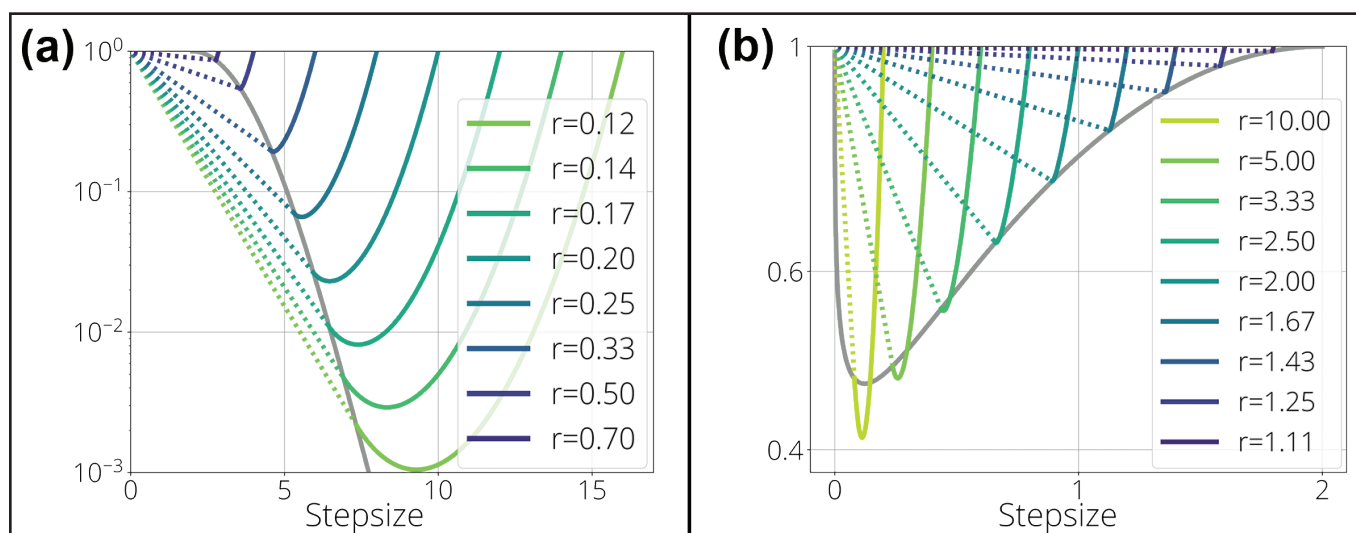 (a)
10^0
10^-1
10^-2
10^-3
0
5
10
15
Stepsize
r=0.12
r=0.14
r=0.17
r=0.20
r=0.25
r=0.33
r=0.50
r=0.70
(b)
1
0.6
0.4
0
1
2
Stepsize
r=10.00
r=5.00
r=3.33
r=2.50
r=2.00
r=1.67
r=1.43
r=1.25
r=1.11